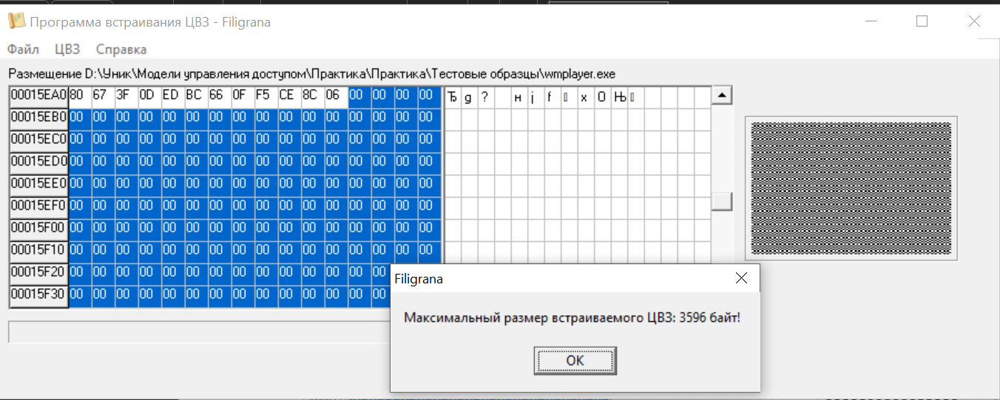 Программа встраивания ЦВЗ - Filigrana
Файл ЦВЗ Справка
Размещение D:\Уник\Модели управления доступом\Практика\Практика\Тестовые образцы\wmplayer.exe
00015EA0 80 67 3F 0D ED BC 66 0F F5 CE 8C 06 00 00 00 00 Ђ g ? н ј f х О Њ
00015EB0 00 00 00 00 00 00 00 00 00 00 00 00 00 00 00 00
00015EC0 00 00 00 00 00 00 00 00 00 00 00 00 00 00 00 00
00015ED0 00 00 00 00 00 00 00 00 00 00 00 00 00 00 00 00
00015EE0 00 00 00 00 00 00 00 00 00 00 00 00 00 00 00 00
00015EF0 00 00 00 00 00 00 00 00 00 00 00 00 00 00 00 00
00015F00 00 00 00 00 00 00 00 00 00 00 00 00 00 00 00 00
00015F10 00 00 00 00 00 00 00 00 00 00 00 00 00 00 00 00
00015F20 00 00 00 00 00 00 00 00 00 00 00 00 00 00
00015F30 00 00 00 00 00 00 00 00 00 00 00 00 00 00
Filigrana
Максимальный размер встраиваемого ЦВЗ: 3596 байт!
OK